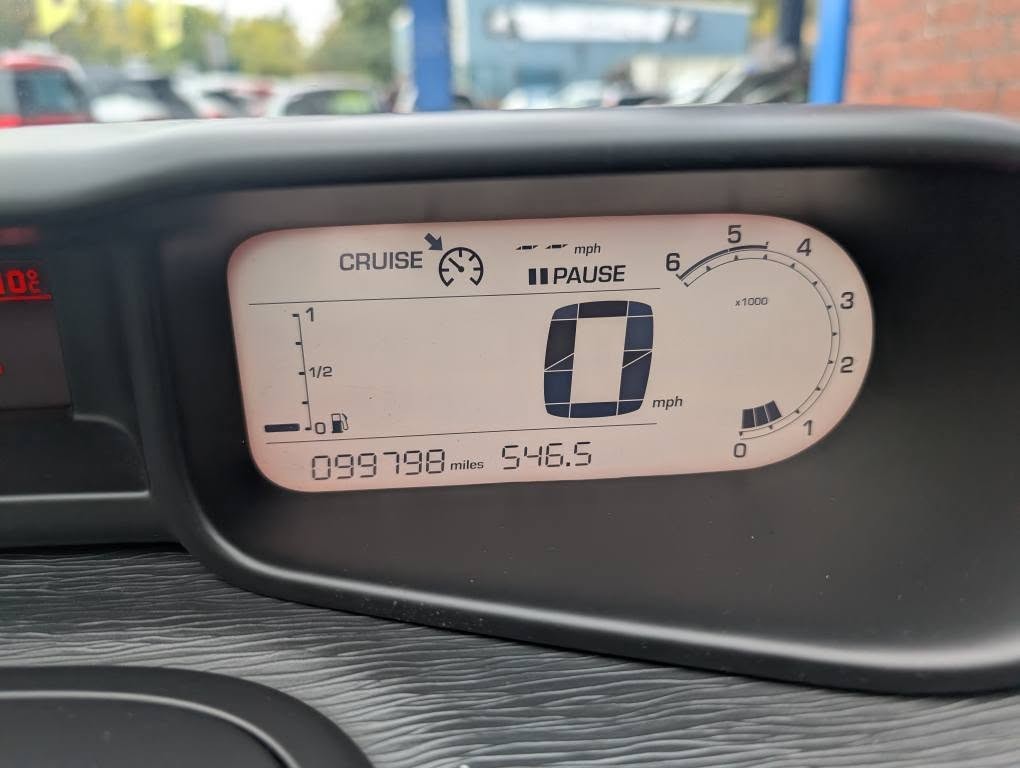 CRUISE
-- -- mph
PAUSE
6 5 4 3 2 1 0
x1000
1
1/2
0
0 mph
099798 miles 546.5